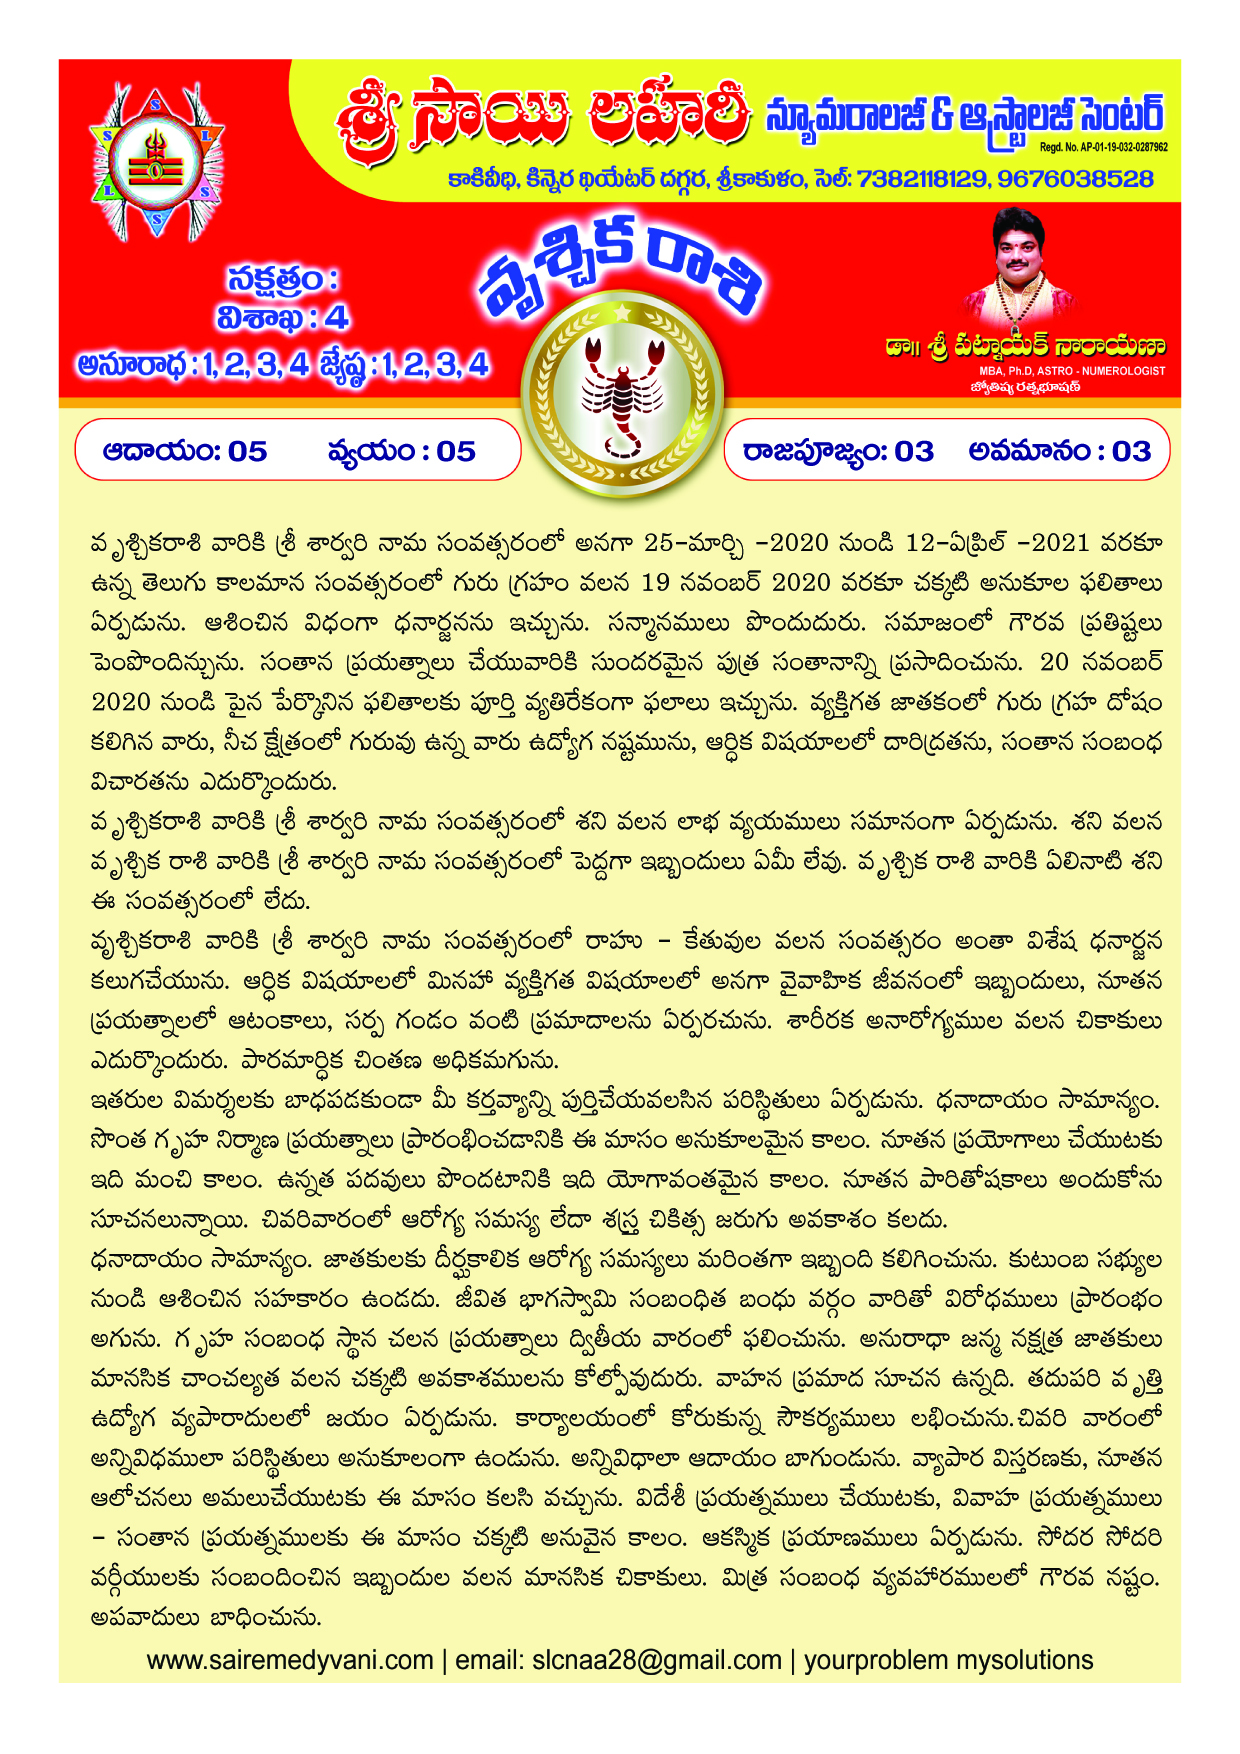 శ్రీ సాయి లహరి న్యూమరాలజీ & ఆస్ట్రాలజీ సెంటర్
Regd. No. AP-01-19-032-0287962
కాకివీధి, కిన్నెర థియేటర్ దగ్గర, శ్రీకాకుళం, సెల్: 7382118129, 9676038528
S
S L
L S
S
వృశ్చిక రాశి
నక్షత్రం :
విశాఖ : 4
అనూరాధ : 1, 2, 3, 4 జ్యేష్ఠ : 1, 2, 3, 4
డా॥ శ్రీ పట్నాయక్ నారాయణా
MBA, Ph.D, ASTRO - NUMEROLOGIST
జ్యోతిష్య రత్నభూషణ్
ఆదాయం: 05 వ్యయం : 05 రాజపూజ్యం: 03 అవమానం : 03
వృశ్చికరాశి వారికి శ్రీ శార్వరి నామ సంవత్సరంలో అనగా 25-మార్చి -2020 నుండి 12-ఏప్రిల్ -2021 వరకూ
ఉన్న తెలుగు కాలమాన సంవత్సరంలో గురు గ్రహం వలన 19 నవంబర్ 2020 వరకూ చక్కటి అనుకూల ఫలితాలు
ఏర్పడును. ఆశించిన విధంగా ధనార్జనను ఇచ్చును. సన్మానములు పొందుదురు. సమాజంలో గౌరవ ప్రతిష్టలు
పెంపొందిన్చును. సంతాన ప్రయత్నాలు చేయువారికి సుందరమైన పుత్ర సంతానాన్ని ప్రసాదించును. 20 నవంబర్
2020 నుండి పైన పేర్కొనిన ఫలితాలకు పూర్తి వ్యతిరేకంగా ఫలాలు ఇచ్చును. వ్యక్తిగత జాతకంలో గురు గ్రహ దోషం
కలిగిన వారు, నీచ క్షేత్రంలో గురువు ఉన్న వారు ఉద్యోగ నష్టమును, ఆర్ధిక విషయాలలో దారిద్రతను, సంతాన సంబంధ
విచారతను ఎదుర్కొందురు.
వృశ్చికరాశి వారికి శ్రీ శార్వరి నామ సంవత్సరంలో శని వలన లాభ వ్యయములు సమానంగా ఏర్పడును. శని వలన
వృశ్చిక రాశి వారికి శ్రీ శార్వరి నామ సంవత్సరంలో పెద్దగా ఇబ్బందులు ఏమీ లేవు. వృశ్చిక రాశి వారికి ఏలినాటి శని
ఈ సంవత్సరంలో లేదు.
వృశ్చికరాశి వారికి శ్రీ శార్వరి నామ సంవత్సరంలో రాహు - కేతువుల వలన సంవత్సరం అంతా విశేష ధనార్జన
కలుగచేయును. ఆర్ధిక విషయాలలో మినహా వ్యక్తిగత విషయాలలో అనగా వైవాహిక జీవనంలో ఇబ్బందులు, నూతన
ప్రయత్నాలలో ఆటంకాలు, సర్ప గండం వంటి ప్రమాదాలను ఏర్పరచును. శారీరక అనారోగ్యముల వలన చికాకులు
ఎదుర్కొందురు. పారమార్ధిక చింతణ అధికమగును.
ఇతరుల విమర్శలకు బాధపడకుండా మీ కర్తవ్యాన్ని పుర్తిచేయవలసిన పరిస్థితులు ఏర్పడును. ధనాదాయం సామాన్యం.
సొంత గృహ నిర్మాణ ప్రయత్నాలు ప్రారంభించడానికి ఈ మాసం అనుకూలమైన కాలం. నూతన ప్రయోగాలు చేయుటకు
ఇది మంచి కాలం. ఉన్నత పదవులు పొందటానికి ఇది యోగావంతమైన కాలం. నూతన పారితోషకాలు అందుకోను
సూచనలున్నాయి. చివరివారంలో ఆరోగ్య సమస్య లేదా శస్త్ర చికిత్స జరుగు అవకాశం కలదు.
ధనాదాయం సామాన్యం. జాతకులకు దీర్ఘకాలిక ఆరోగ్య సమస్యలు మరింతగా ఇబ్బంది కలిగించును. కుటుంబ సభ్యుల
నుండి ఆశించిన సహకారం ఉండదు. జీవిత భాగస్వామి సంబంధిత బంధు వర్గం వారితో విరోధములు ప్రారంభం
అగును. గృహ సంబంధ స్థాన చలన ప్రయత్నాలు ద్వితీయ వారంలో ఫలించును. అనురాధా జన్మ నక్షత్ర జాతకులు
మానసిక చాంచల్యత వలన చక్కటి అవకాశములను కోల్పోవుదురు. వాహన ప్రమాద సూచన ఉన్నది. తదుపరి వృత్తి
ఉద్యోగ వ్యపారాదులలో జయం ఏర్పడును. కార్యాలయంలో కోరుకున్న సౌకర్యములు లభించును.చివరి వారంలో
అన్నివిధములా పరిస్థితులు అనుకూలంగా ఉండును. అన్నివిధాలా ఆదాయం బాగుండును. వ్యాపార విస్తరణకు, నూతన
ఆలోచనలు అమలుచేయుటకు ఈ మాసం కలసి వచ్చును. విదేశీ ప్రయత్నములు చేయుటకు, వివాహ ప్రయత్నములు
- సంతాన ప్రయత్నములకు ఈ మాసం చక్కటి అనువైన కాలం. ఆకస్మిక ప్రయాణములు ఏర్పడును. సోదర సోదరి
వర్గీయులకు సంబందించిన ఇబ్బందుల వలన మానసిక చికాకులు. మిత్ర సంబంధ వ్యవహారములలో గౌరవ నష్టం.
అపవాదులు బాధించును.
www.sairemedyvani.com | email: slcnaa28@gmail.com | yourproblem mysolutions